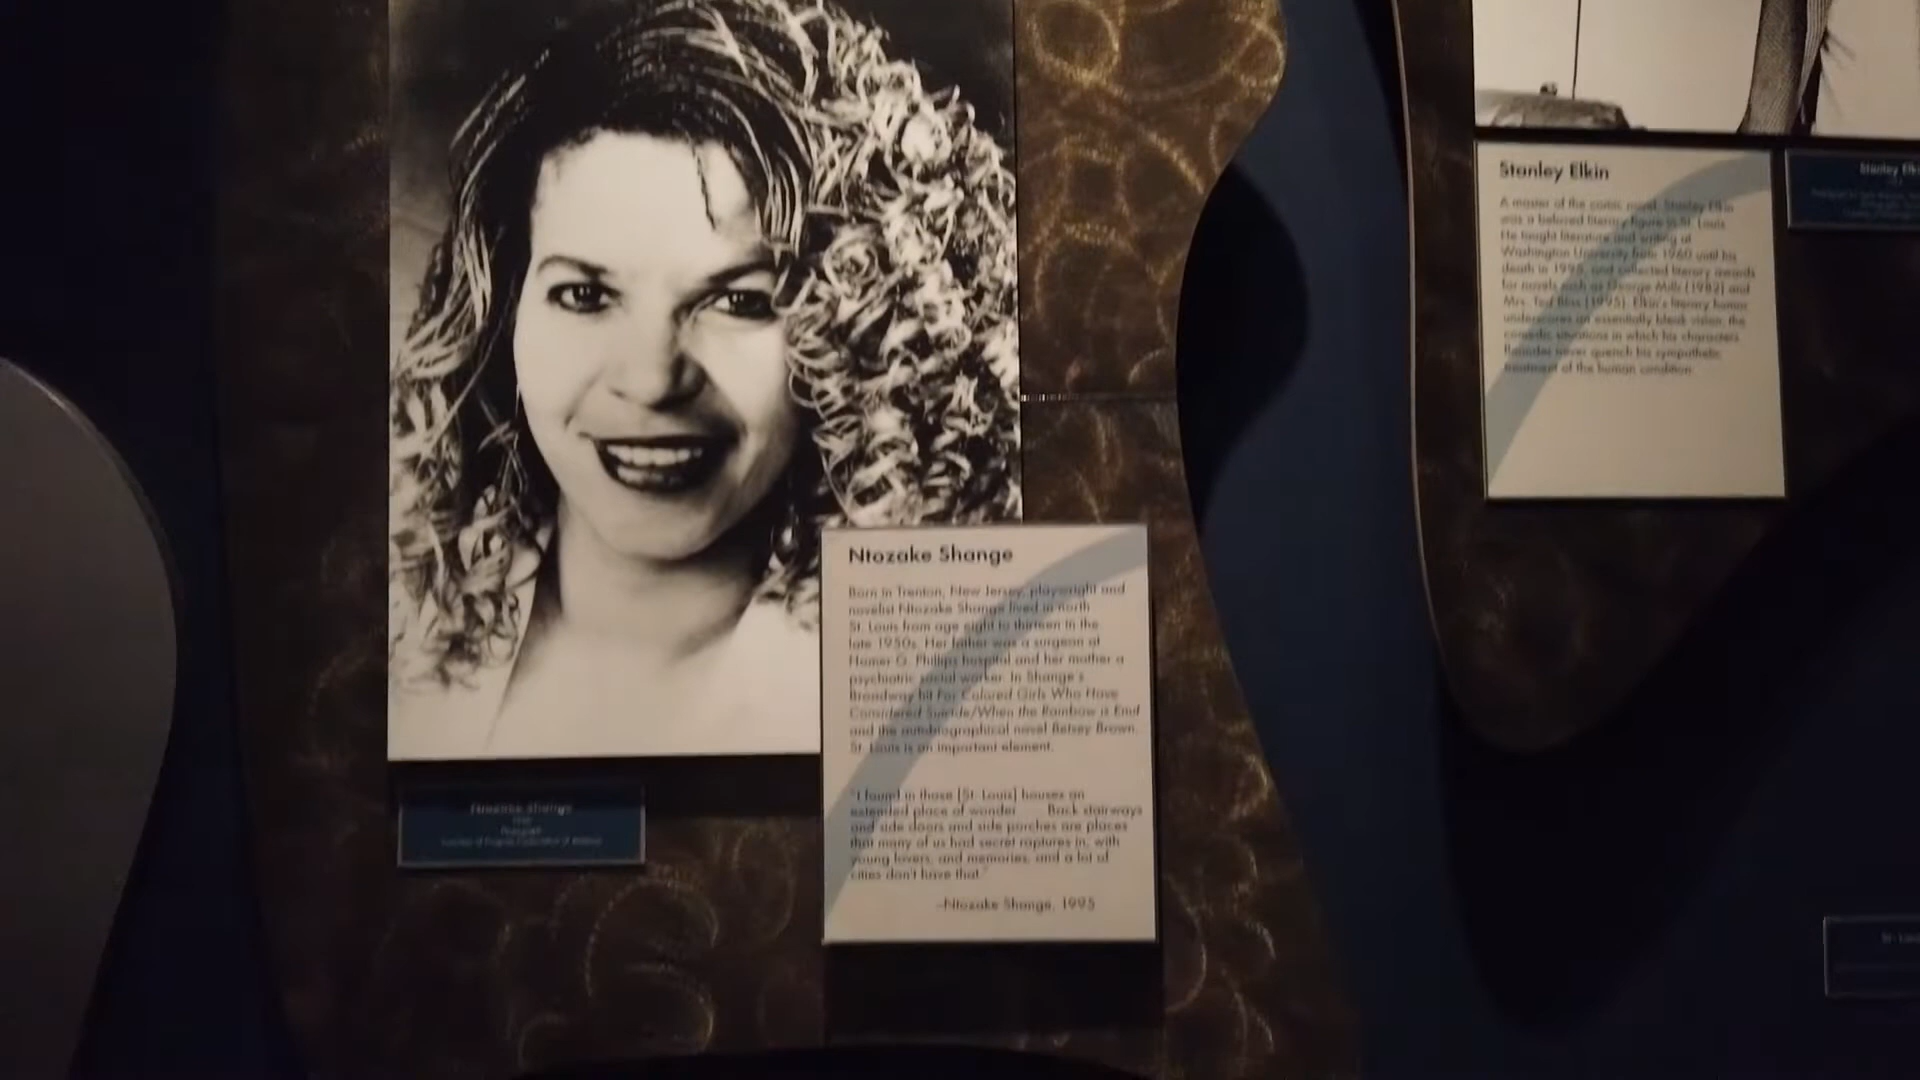 Ntozake Shange
Born in Trenton, New Jersey, playwright and
novelist Ntozake Shange lived in north
St. Louis from age eight to thirteen in the
late 1950s. Her father was a surgeon at
Homer G. Phillips hospital and her mother a
psychiatric social worker. In Shange's
Broadway hit For Colored Girls Who Have
Considered Suicide/When the Rainbow is Enuf
and the autobiographical novel Betsey Brown,
St. Louis is an important element.
"I found in those [St. Louis] houses an
extended place of wonder Back stairways
and side doors and side porches are places
that many of us had secret raptures in, with
young lovers, and memories, and a lot of
cities don't have that."
–Ntozake Shange, 1995
Ntozake Shange
Photograph
Stanley Elkin
A master of the comic novel, Stanley Elkin
was a beloved literary figure in St. Louis.
He taught literature and writing at
Washington University from 1960 until his
death in 1995, and collected literary awards
for novels such as George Mills (1982) and
Mrs. Ted Bliss (1995). Elkin's literary humor
underscores an essentially bleak vision; the
comedic situations in which his characters
flounder never quench his sympathetic
treatment of the human condition.
Stanley